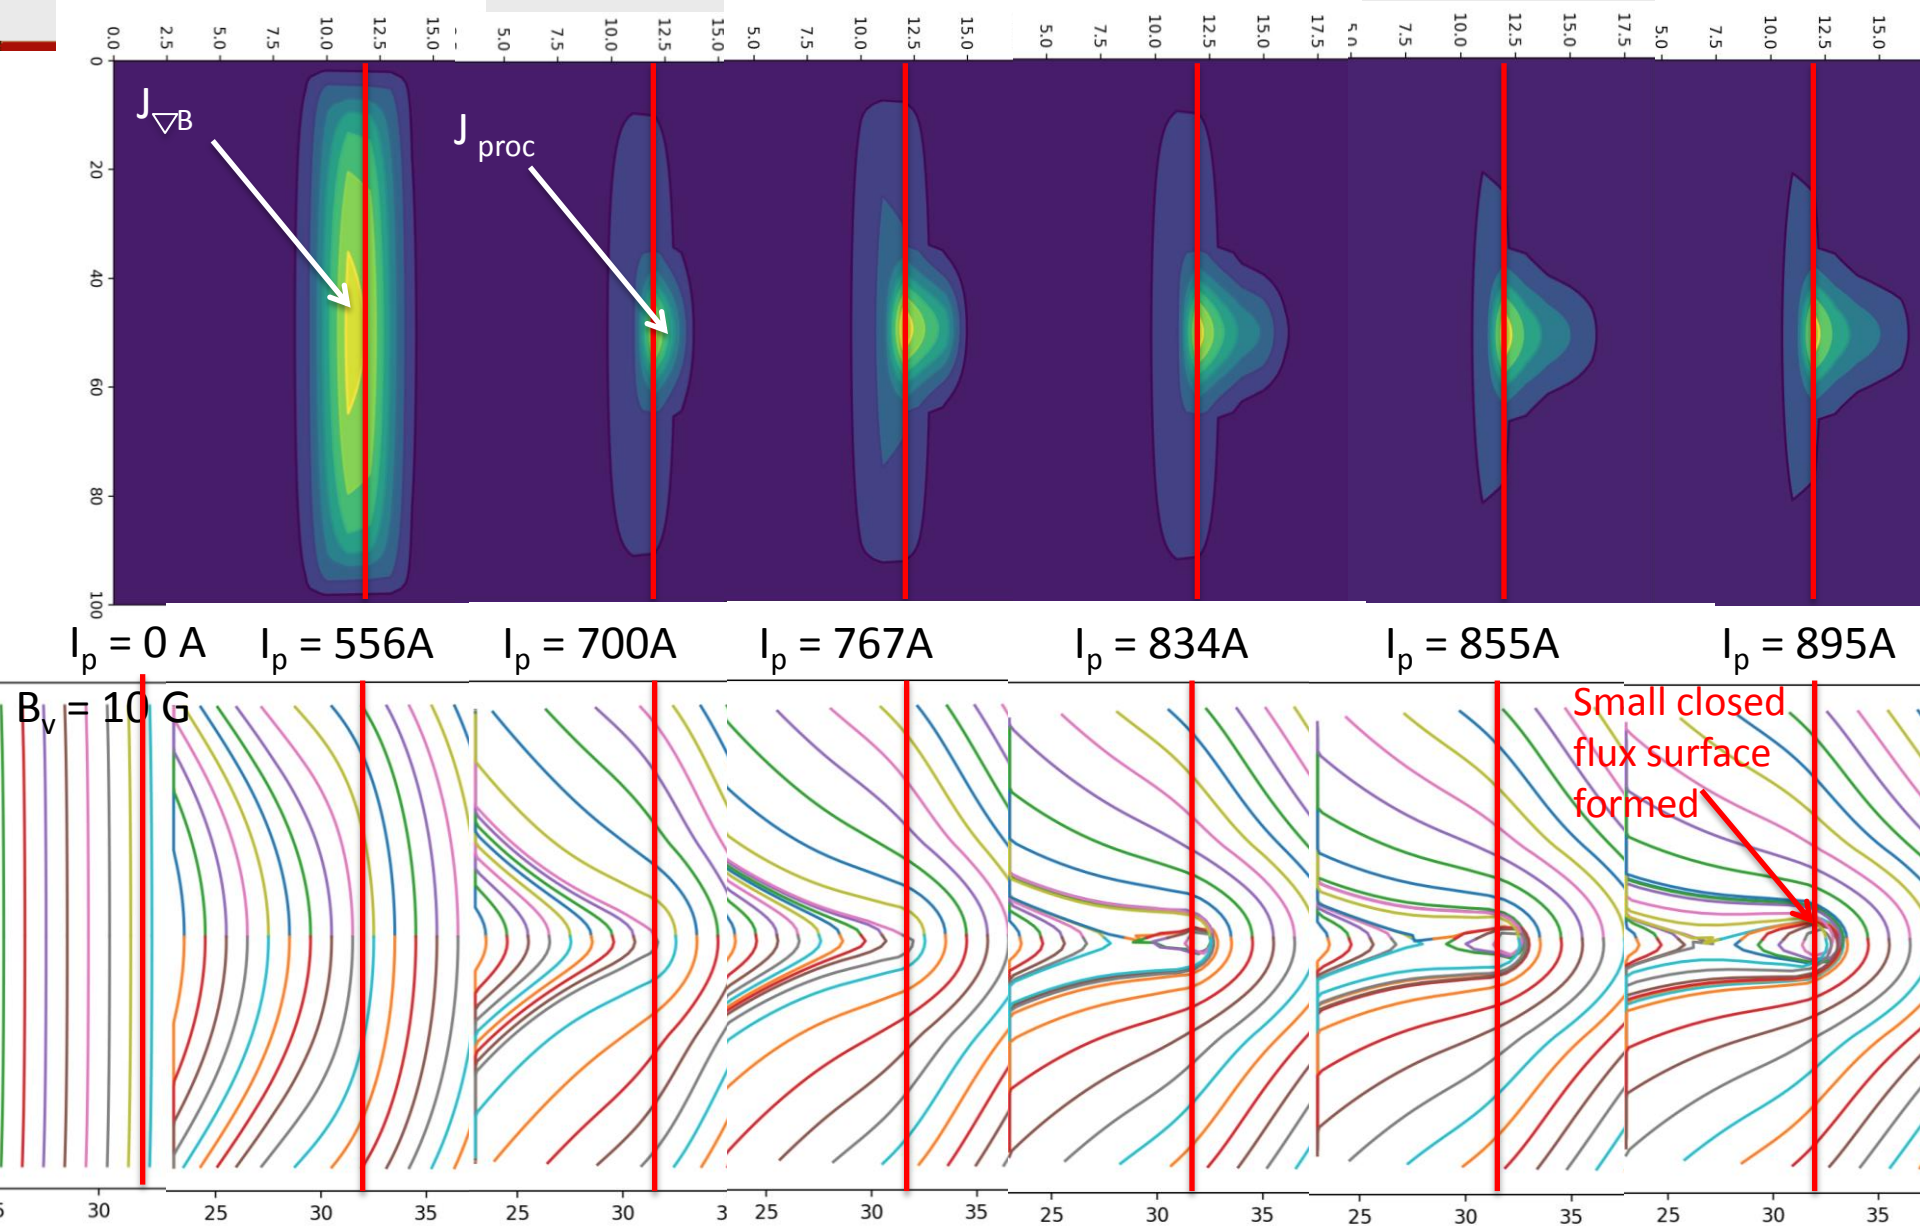 0.0 2.5 5.0 7.5 10.0 12.5 15.0 5.0 7.5 10.0 12.5 15.0 5.0 7.5 10.0 12.5 15.0 5.0 7.5 10.0 12.5 15.0 17.5 5.0 7.5 10.0 12.5 15.0 17.5 5.0 7.5 10.0 12.5 15.0
0
20
40
60
80
100
J▽B
J proc
Ip = 0 A Ip = 556A Ip = 700A Ip = 767A Ip = 834A Ip = 855A Ip = 895A
Bv = 10 G
Small closed
flux surface
formed
30 25 30 35 25 30 3 25 30 35 25 30 35 25 30 35 25 30 35